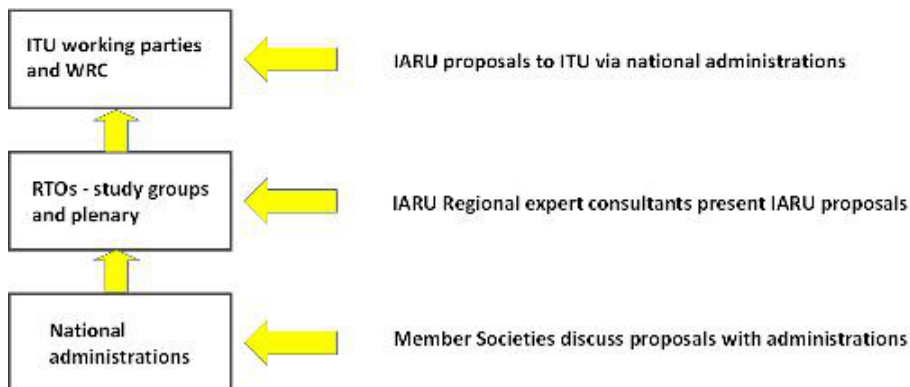 ITU working parties
and WRC
IARU proposals to ITU via national administrations
RTOs - study groups
and plenary
IARU Regional expert consultants present IARU proposals
National
administrations
Member Societies discuss proposals with administrations